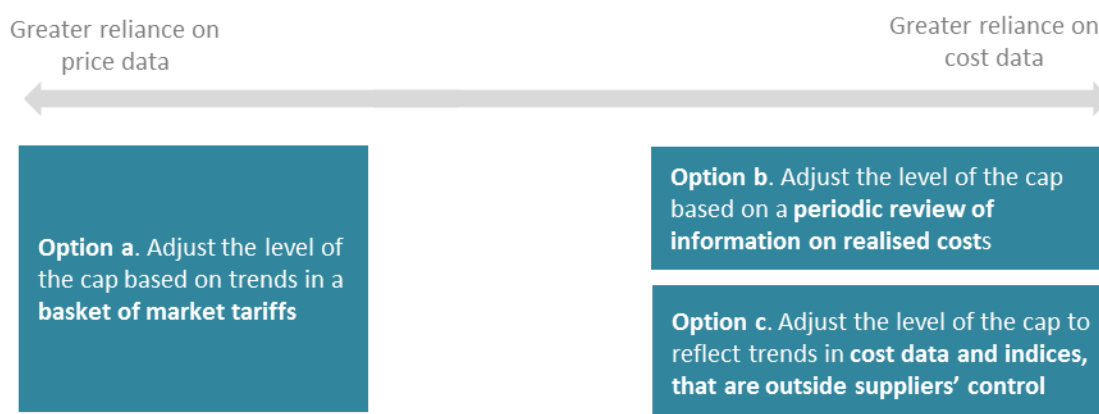 Greater reliance on
price data
Greater reliance on
cost data
Option a. Adjust the level of
the cap based on trends in a
basket of market tariffs
Option b. Adjust the level of the cap
based on a periodic review of
information on realised costs
Option c. Adjust the level of the cap to
reflect trends in cost data and indices,
that are outside suppliers’ control